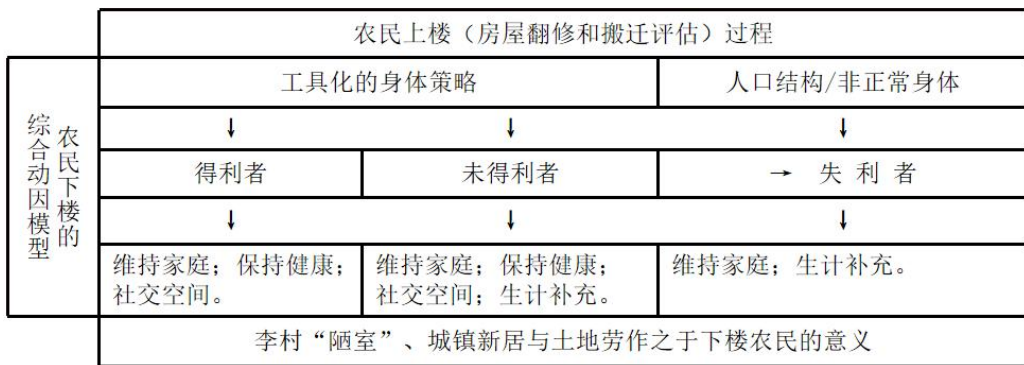 农民上楼（房屋翻修和搬迁评估）过程
农民下楼的
综合动因模型
工具化的身体策略 人口结构/非正常身体
↓ ↓ ↓
得利者 未得利者 → 失利者
↓ ↓ ↓
维持家庭；保持健康； 维持家庭；保持健康； 维持家庭；生计补充。
社交空间。 社交空间；生计补充。
李村“陋室”、城镇新居与土地劳作之于下楼农民的意义